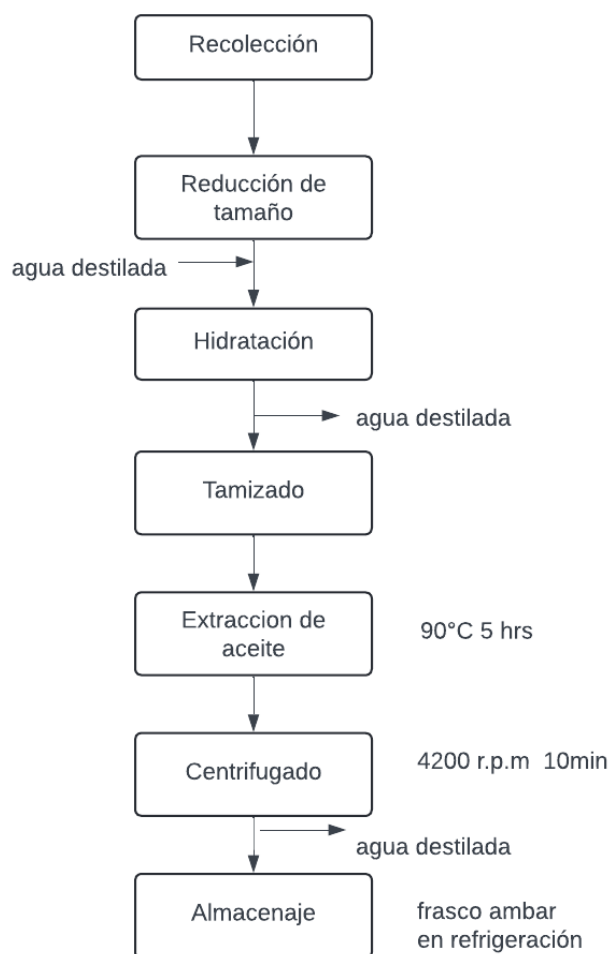 Recolección
Reducción de
tamaño
agua destilada
Hidratación
agua destilada
Tamizado
Extraccion de
aceite
90°C 5 hrs
Centrifugado
4200 r.p.m  10min
agua destilada
Almacenaje
frasco ambar
en refrigeración